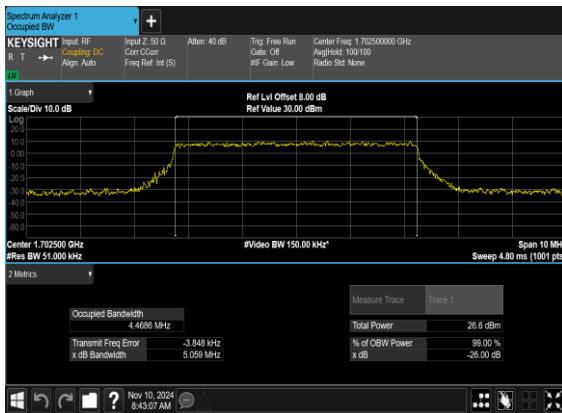 Spectrum Analyzer 1
Occupied BW
+
KEYSIGHT Input: RF Input Z: 50 Ω Atten: 40 dB Trig: Free Run Center Freq: 1.702500000 GHz
R T Coupling: DC Corr CCorr Gate: Off Avg|Hold: 100/100
Align: Auto Freq Ref: Int (S) #IF Gain: Low Radio Std: None
1 Graph
Ref Lvl Offset 8.00 dB
Scale/Div 10.0 dB Ref Value 30.00 dBm
Log
20.0
10.0
0.00
-10.0
-20.0
-30.0
-40.0
-50.0
-60.0
Center 1.702500 GHz #Video BW 150.00 kHz* Span 10 MH
#Res BW 51.000 kHz Sweep 4.80 ms (1001 pts
2 Metrics
Measure Trace Trace 1
Occupied Bandwidth
4.4686 MHz
Total Power 26.6 dBm
Transmit Freq Error -3.848 kHz % of OBW Power 99.00 %
x dB Bandwidth 5.059 MHz x dB -26.00 dB
? Nov 10, 2024
8:43:07 AM